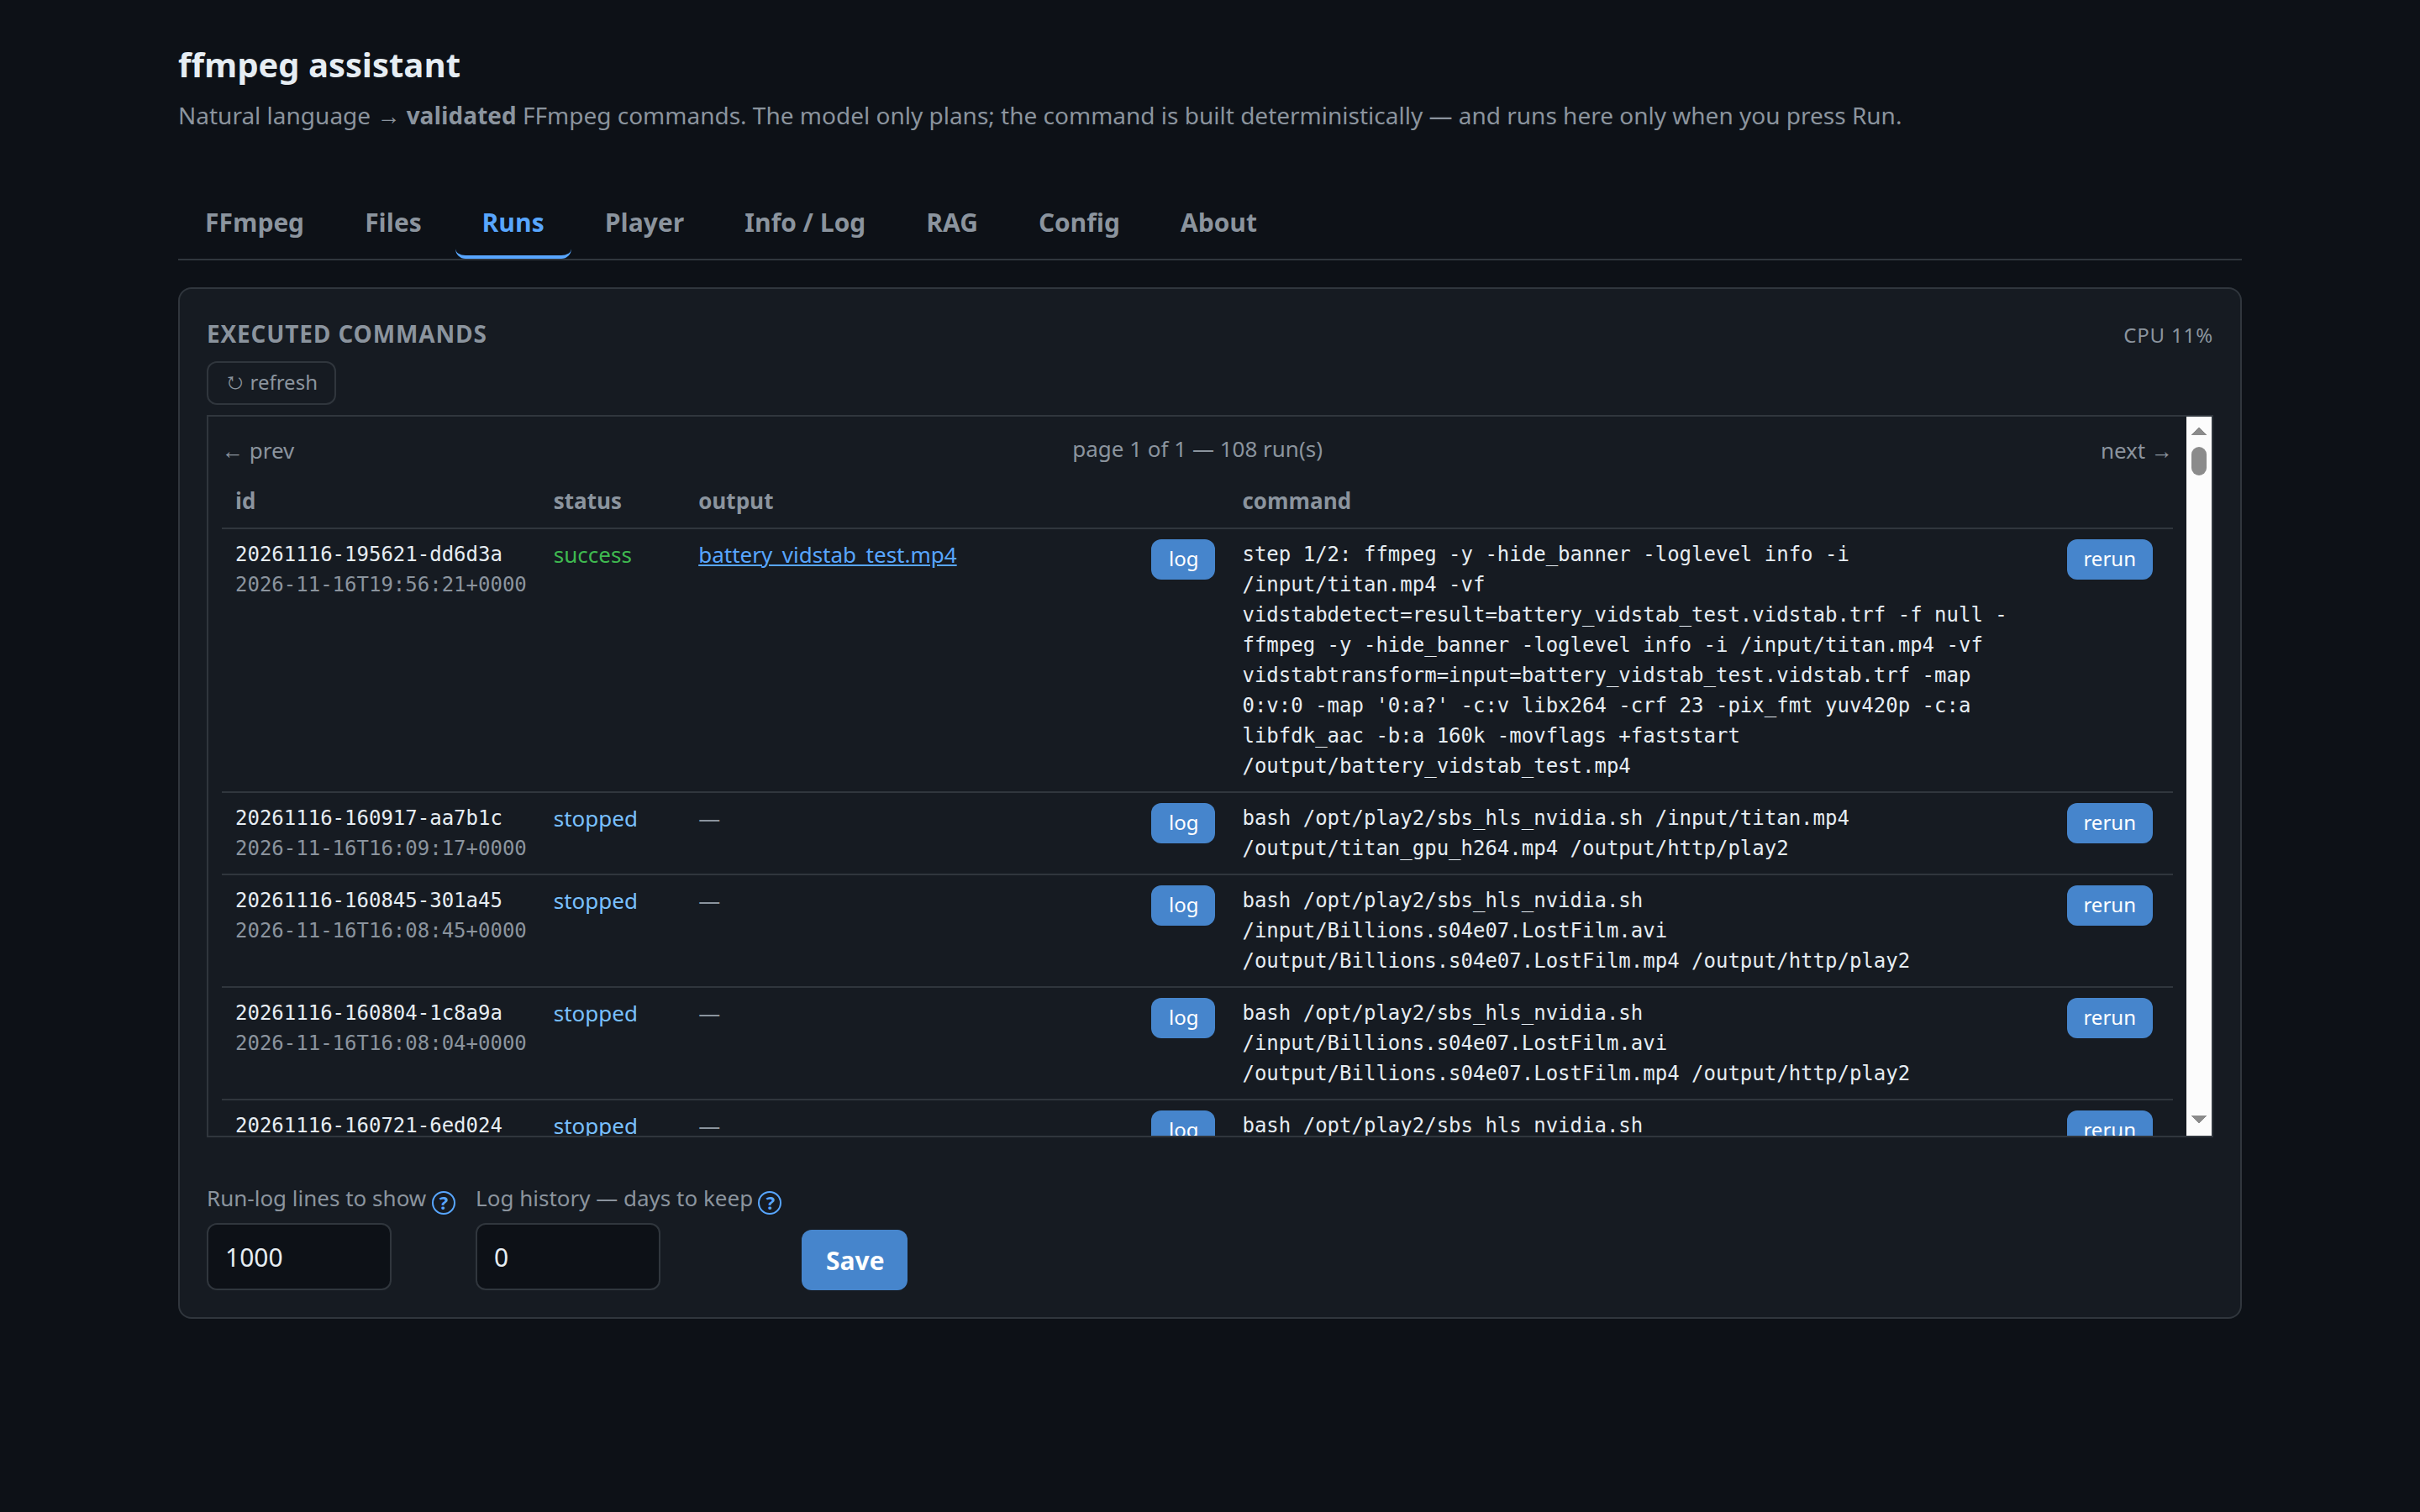 ffmpeg assistant
Natural language → validated FFmpeg commands. The model only plans; the command is built deterministically — and runs here only when you press Run.
FFmpeg Files Runs Player Info / Log RAG Config About
EXECUTED COMMANDS CPU 11%
↻ refresh
← prev page 1 of 1 — 108 run(s) next →
id status output command
20261116-195621-dd6d3a success battery_vidstab_test.mp4 log step 1/2: ffmpeg -y -hide_banner -loglevel info -i rerun
2026-11-16T19:56:21+0000 /input/titan.mp4 -vf
vidstabdetect=result=battery_vidstab_test.vidstab.trf -f null -
ffmpeg -y -hide_banner -loglevel info -i /input/titan.mp4 -vf
vidstabtransform=input=battery_vidstab_test.vidstab.trf -map
0:v:0 -map '0:a?' -c:v libx264 -crf 23 -pix_fmt yuv420p -c:a
libfdk_aac -b:a 160k -movflags +faststart
/output/battery_vidstab_test.mp4
20261116-160917-aa7b1c stopped — log bash /opt/play2/sbs_hls_nvidia.sh /input/titan.mp4 rerun
2026-11-16T16:09:17+0000 /output/titan_gpu_h264.mp4 /output/http/play2
20261116-160845-301a45 stopped — log bash /opt/play2/sbs_hls_nvidia.sh rerun
2026-11-16T16:08:45+0000 /input/Billions.s04e07.LostFilm.avi
/output/Billions.s04e07.LostFilm.mp4 /output/http/play2
20261116-160804-1c8a9a stopped — log bash /opt/play2/sbs_hls_nvidia.sh rerun
2026-11-16T16:08:04+0000 /input/Billions.s04e07.LostFilm.avi
/output/Billions.s04e07.LostFilm.mp4 /output/http/play2
20261116-160721-6ed024 stopped — log bash /opt/play2/sbs_hls_nvidia.sh rerun
Run-log lines to show ? Log history — days to keep ?
1000 0 Save